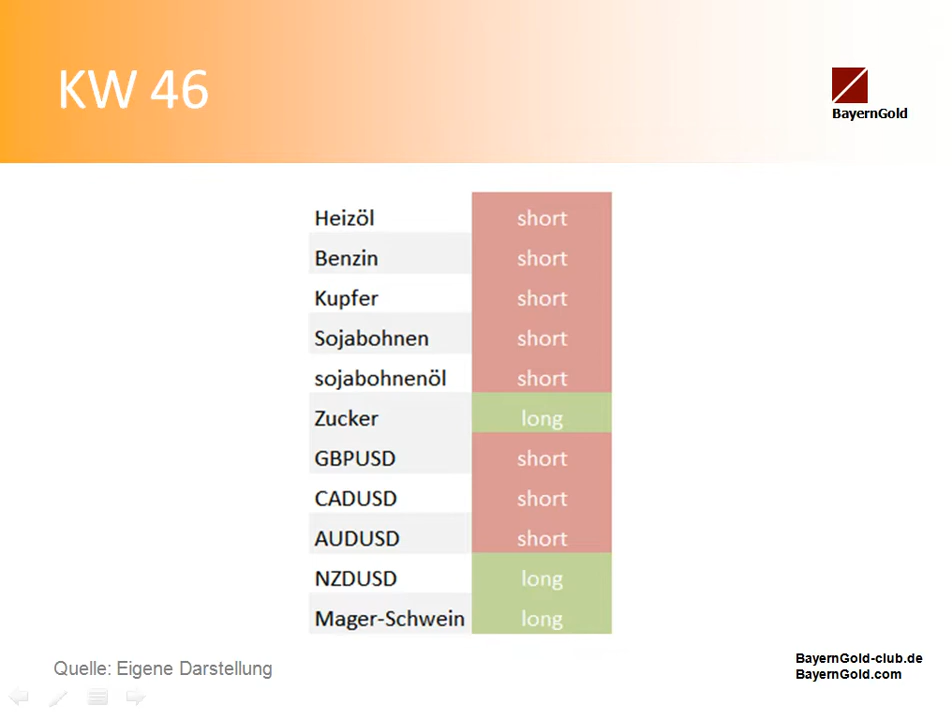 KW 46
BayernGold
Heizöl short
Benzin short
Kupfer short
Sojabohnen short
sojabohnenöl short
Zucker long
GBPUSD short
CADUSD short
AUDUSD short
NZDUSD long
Mager-Schwein long
Quelle: Eigene Darstellung
BayernGold-club.de
BayernGold.com